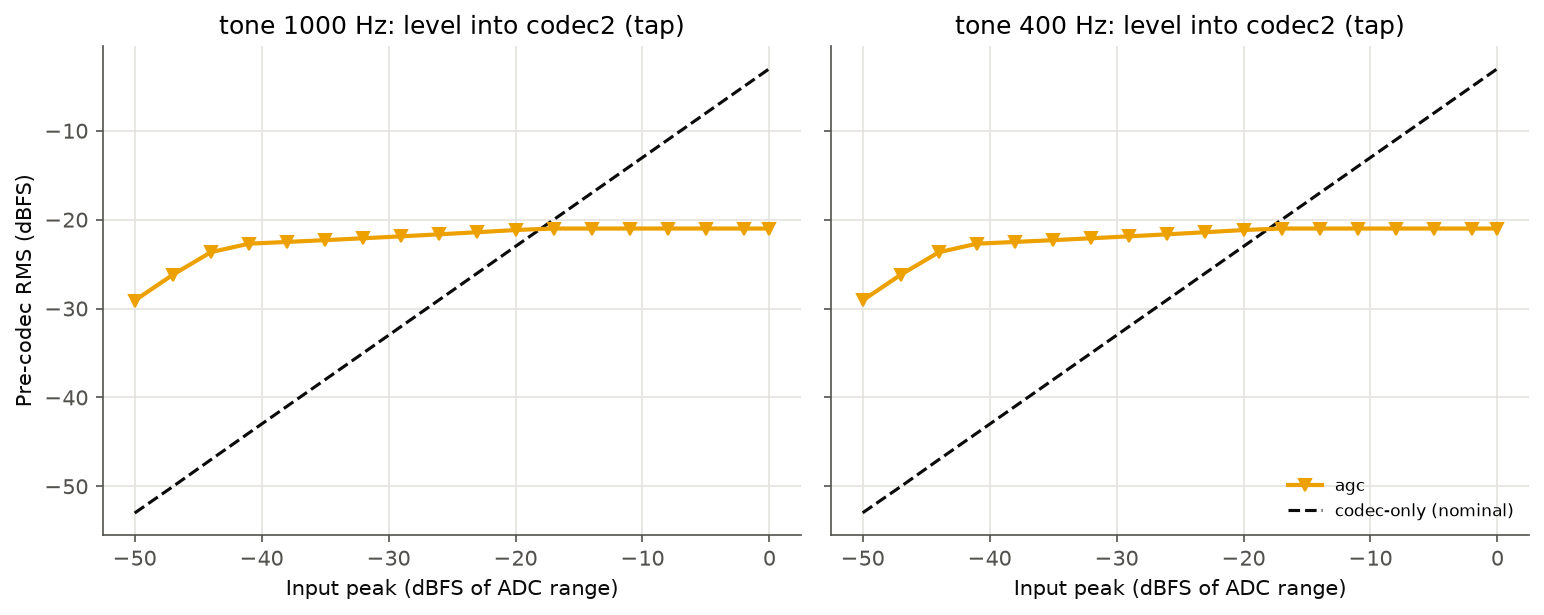 tone 1000 Hz: level into codec2 (tap)
tone 400 Hz: level into codec2 (tap)
Pre-codec RMS (dBFS)
−10
−20
−30
−40
−50
−50 −40 −30 −20 −10 0
Input peak (dBFS of ADC range)
−50 −40 −30 −20 −10 0
Input peak (dBFS of ADC range)
agc
codec-only (nominal)